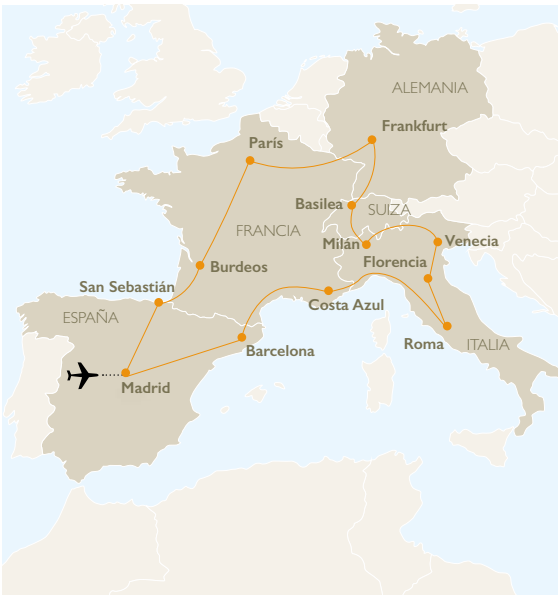 ALEMANIA
Frankfurt
París
Basilea
SUIZA
FRANCIA
Milán
Venecia
Florencia
Burdeos
San Sebastián
Costa Azul
ESPAÑA
Roma
ITALIA
Barcelona
Madrid